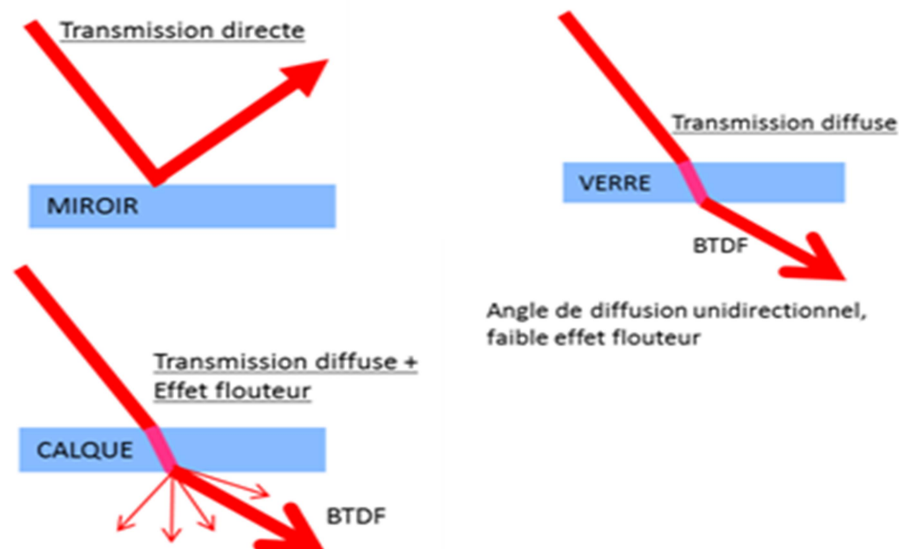 Transmission directe
MIROIR
Transmission diffuse
VERRE
BTDF
Angle de diffusion unidirectionnel,
faible effet flouteur
Transmission diffuse +
Effet flouteur
CALQUE
BTDF